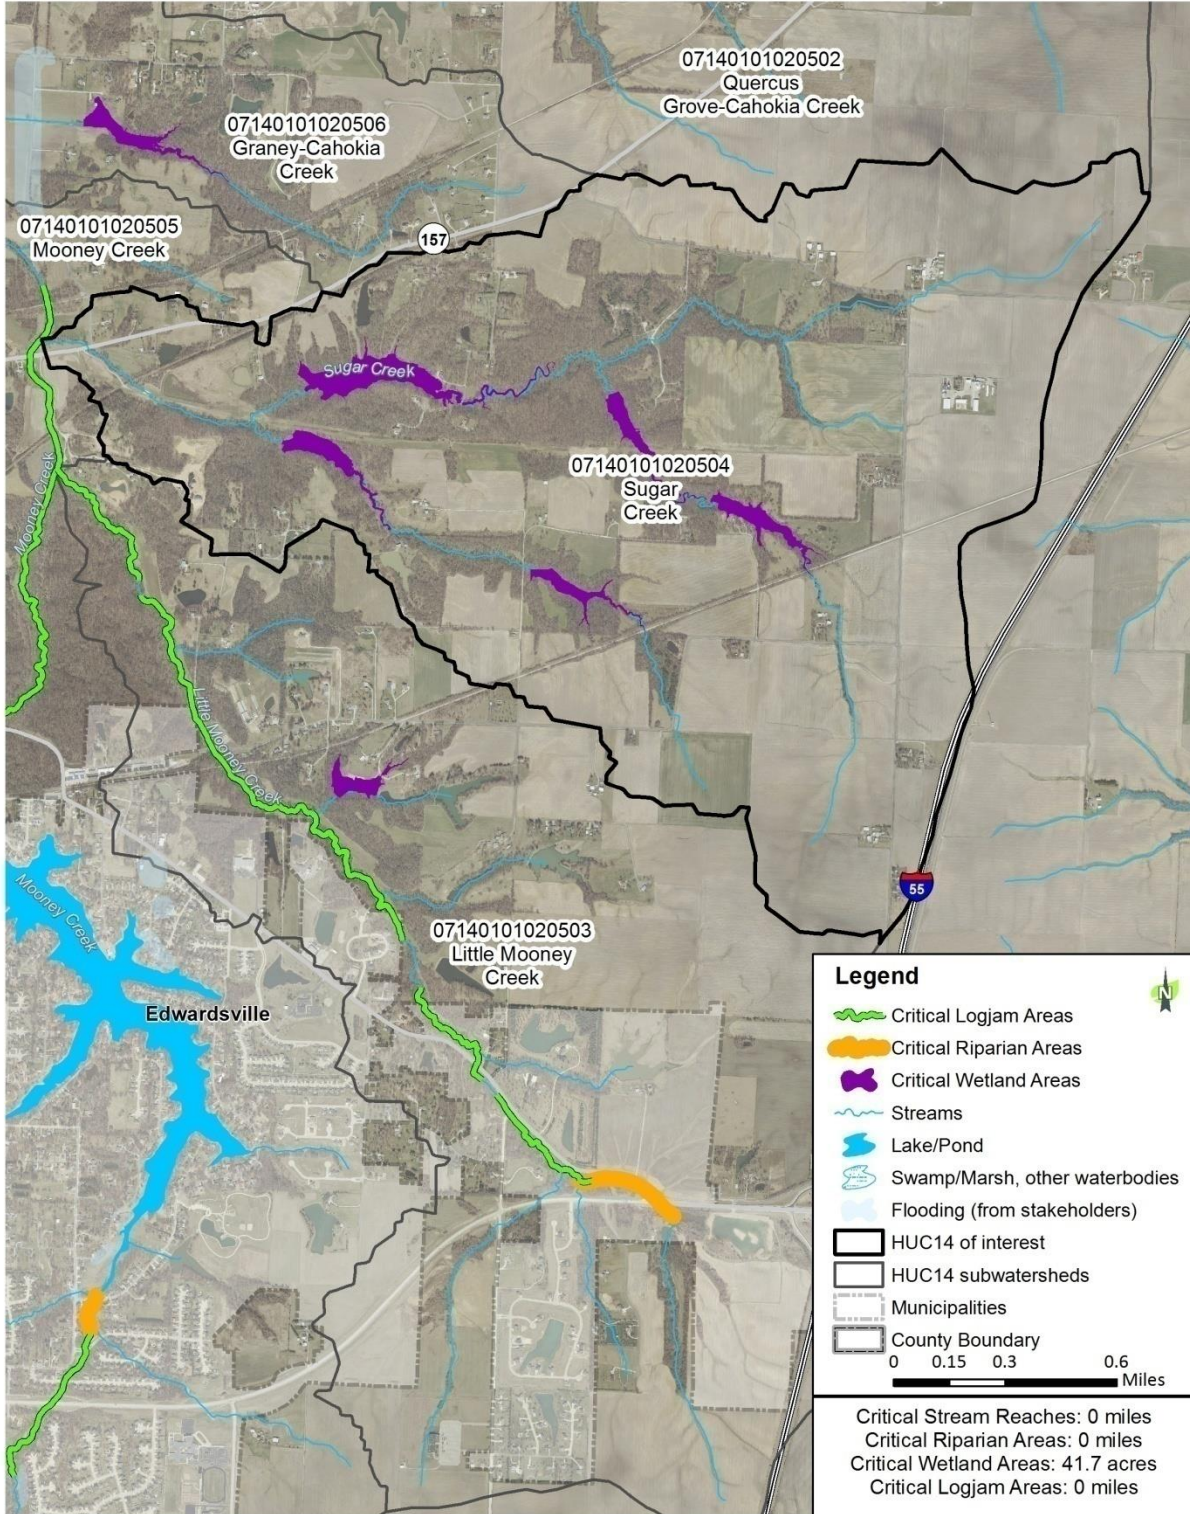 07140101020502
Quercus
Grove-Cahokia Creek
07140101020506
Graney-Cahokia
Creek
07140101020505
Mooney Creek
157
Sugar Creek
07140101020504
Sugar
Creek
Mooney Creek
Little Mooney Creek
55
07140101020503
Little Mooney
Creek
Mooney Creek
Edwardsville
Legend
N
Critical Logjam Areas
Critical Riparian Areas
Critical Wetland Areas
Streams
Lake/Pond
Swamp/Marsh, other waterbodies
Flooding (from stakeholders)
HUC14 of interest
HUC14 subwatersheds
Municipalities
County Boundary
0 0.15 0.3 0.6
Miles
Critical Stream Reaches: 0 miles
Critical Riparian Areas: 0 miles
Critical Wetland Areas: 41.7 acres
Critical Logjam Areas: 0 miles